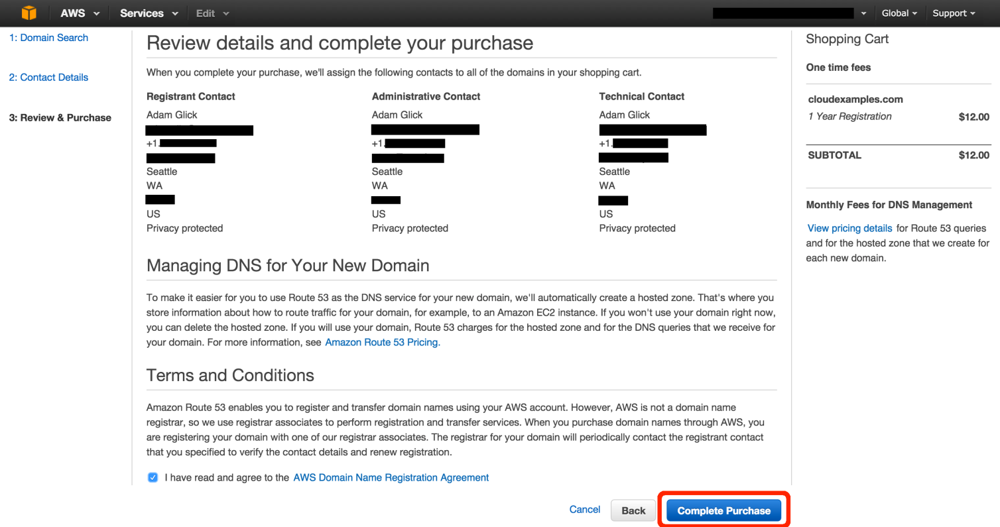 AWS Services Edit Global Support
1: Domain Search
2: Contact Details
3: Review & Purchase
Review details and complete your purchase
When you complete your purchase, we'll assign the following contacts to all of the domains in your shopping cart.
Registrant Contact
Adam Glick
+1.
Seattle
WA
US
Privacy protected
Administrative Contact
Adam Glick
+1.
Seattle
WA
US
Privacy protected
Technical Contact
Adam Glick
+1.
Seattle
WA
US
Privacy protected
Managing DNS for Your New Domain
To make it easier for you to use Route 53 as the DNS service for your new domain, we'll automatically create a hosted zone. That's where you
store information about how to route traffic for your domain, for example, to an Amazon EC2 instance. If you won't use your domain right now,
you can delete the hosted zone. If you will use your domain, Route 53 charges for the hosted zone and for the DNS queries that we receive for
your domain. For more information, see Amazon Route 53 Pricing.
Terms and Conditions
Amazon Route 53 enables you to register and transfer domain names using your AWS account. However, AWS is not a domain name
registrar, so we use registrar associates to perform registration and transfer services. When you purchase domain names through AWS, you
are registering your domain with one of our registrar associates. The registrar for your domain will periodically contact the registrant contact
that you specified to verify the contact details and renew registration.
I have read and agree to the AWS Domain Name Registration Agreement
Cancel Back Complete Purchase
Shopping Cart
One time fees
cloudexamples.com
1 Year Registration $12.00
SUBTOTAL $12.00
Monthly Fees for DNS Management
View pricing details for Route 53 queries
and for the hosted zone that we create for
each new domain.